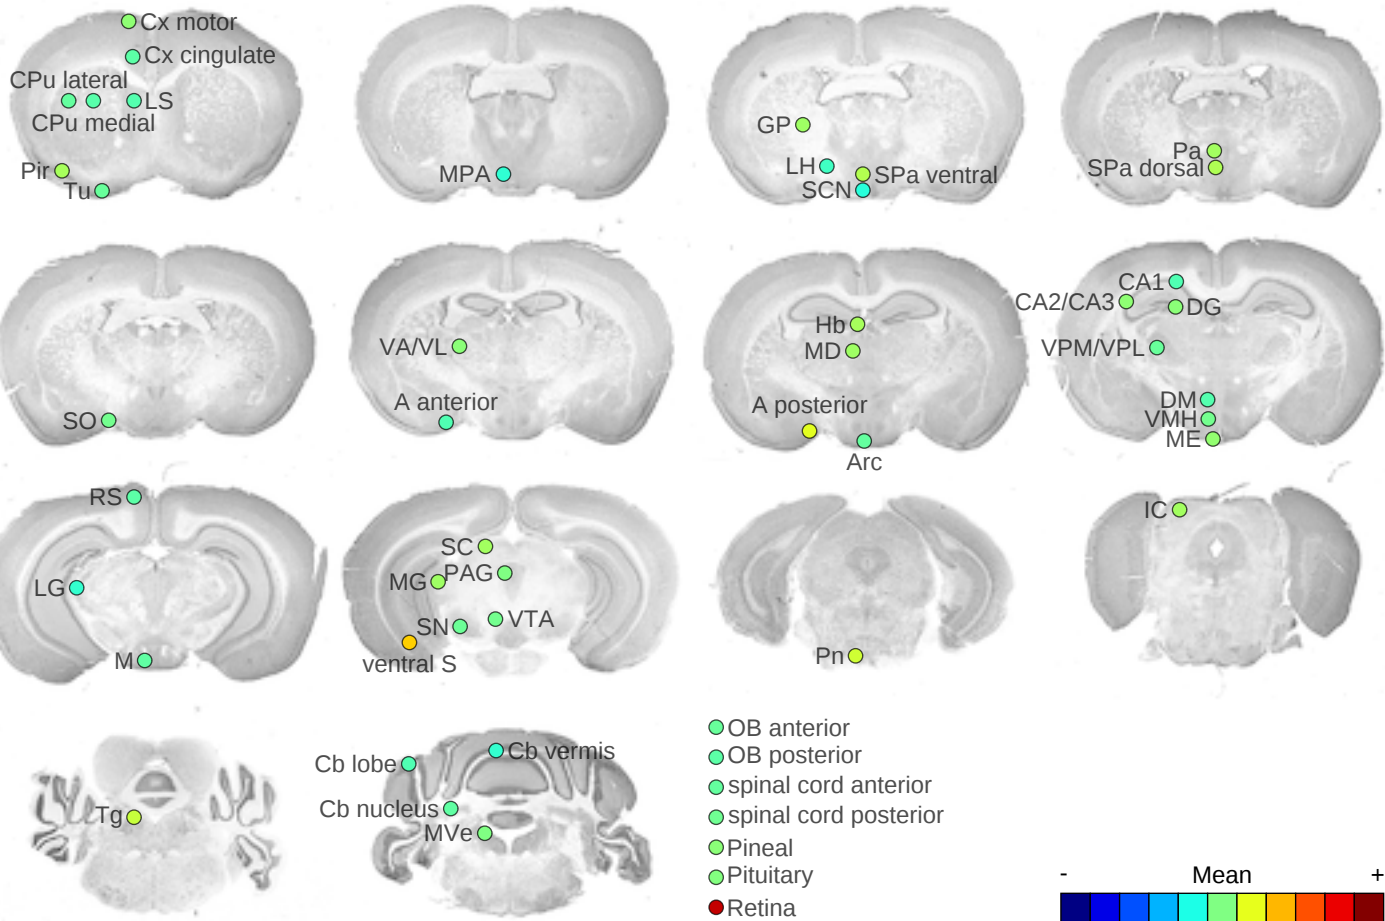 Cx motor
Cx cingulate
CPu lateral
LS
CPu medial
Pir
Tu
MPA
GP
LH
SPa ventral
SCN
Pa
SPa dorsal
SO
VA/VL
A anterior
Hb
MD
A posterior
Arc
CA1
CA2/CA3
DG
VPM/VPL
DM
VMH
ME
RS
LG
M
SC
PAG
MG
VTA
SN
ventral S
Pn
IC
Tg
Cb vermis
Cb lobe
Cb nucleus
MVe
OB anterior
OB posterior
spinal cord anterior
spinal cord posterior
Pineal
Pituitary
Retina
- Mean +